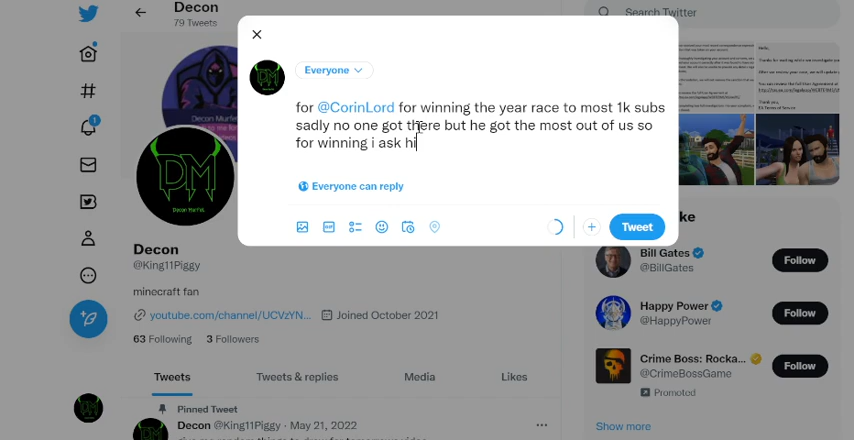 Decon
79 Tweets
Search Twitter
Everyone
for @CorinLord for winning the year race to most 1k subs
sadly no one got there but he got the most out of us so
for winning i ask hi
Everyone can reply
GIF
+
Tweet
DM
Decon
@King11Piggy
minecraft fan
youtube.com/channel/UCVzYN... Joined October 2021
63 Following 3 Followers
Tweets Tweets & replies Media Likes
Pinned Tweet
Decon @King11Piggy · May 21, 2022 ...
ke
Bill Gates
@BillGates
Follow
Happy Power
@HappyPower
Follow
Crime Boss: Rocka...
@CrimeBossGame
Promoted
Follow
Show more